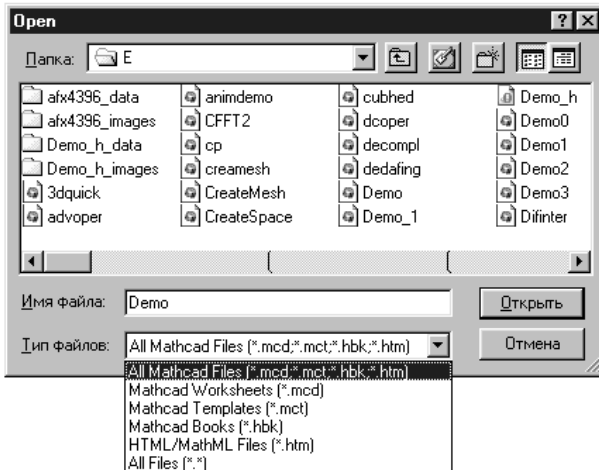 Open
Папка: E
afx4396_data animdemo cubhed Demo_h
afx4396_images CFFT2 dcoper Demo0
Demo_h_data cp decompl Demo1
Demo_h_images creamesh dedafing Demo2
3dquick CreateMesh Demo Demo3
advoper CreateSpace Demo_1 Difinter
Имя файла: Demo Открыть
Тип файлов: All Mathcad Files (*.mcd;*.mct;*.hbk;*.htm) Отмена
All Mathcad Files (*.mcd;*.mct;*.hbk;*.htm)
Mathcad Worksheets (*.mcd)
Mathcad Templates (*.mct)
Mathcad Books (*.hbk)
HTML/MathML Files (*.htm)
All Files (*.*)